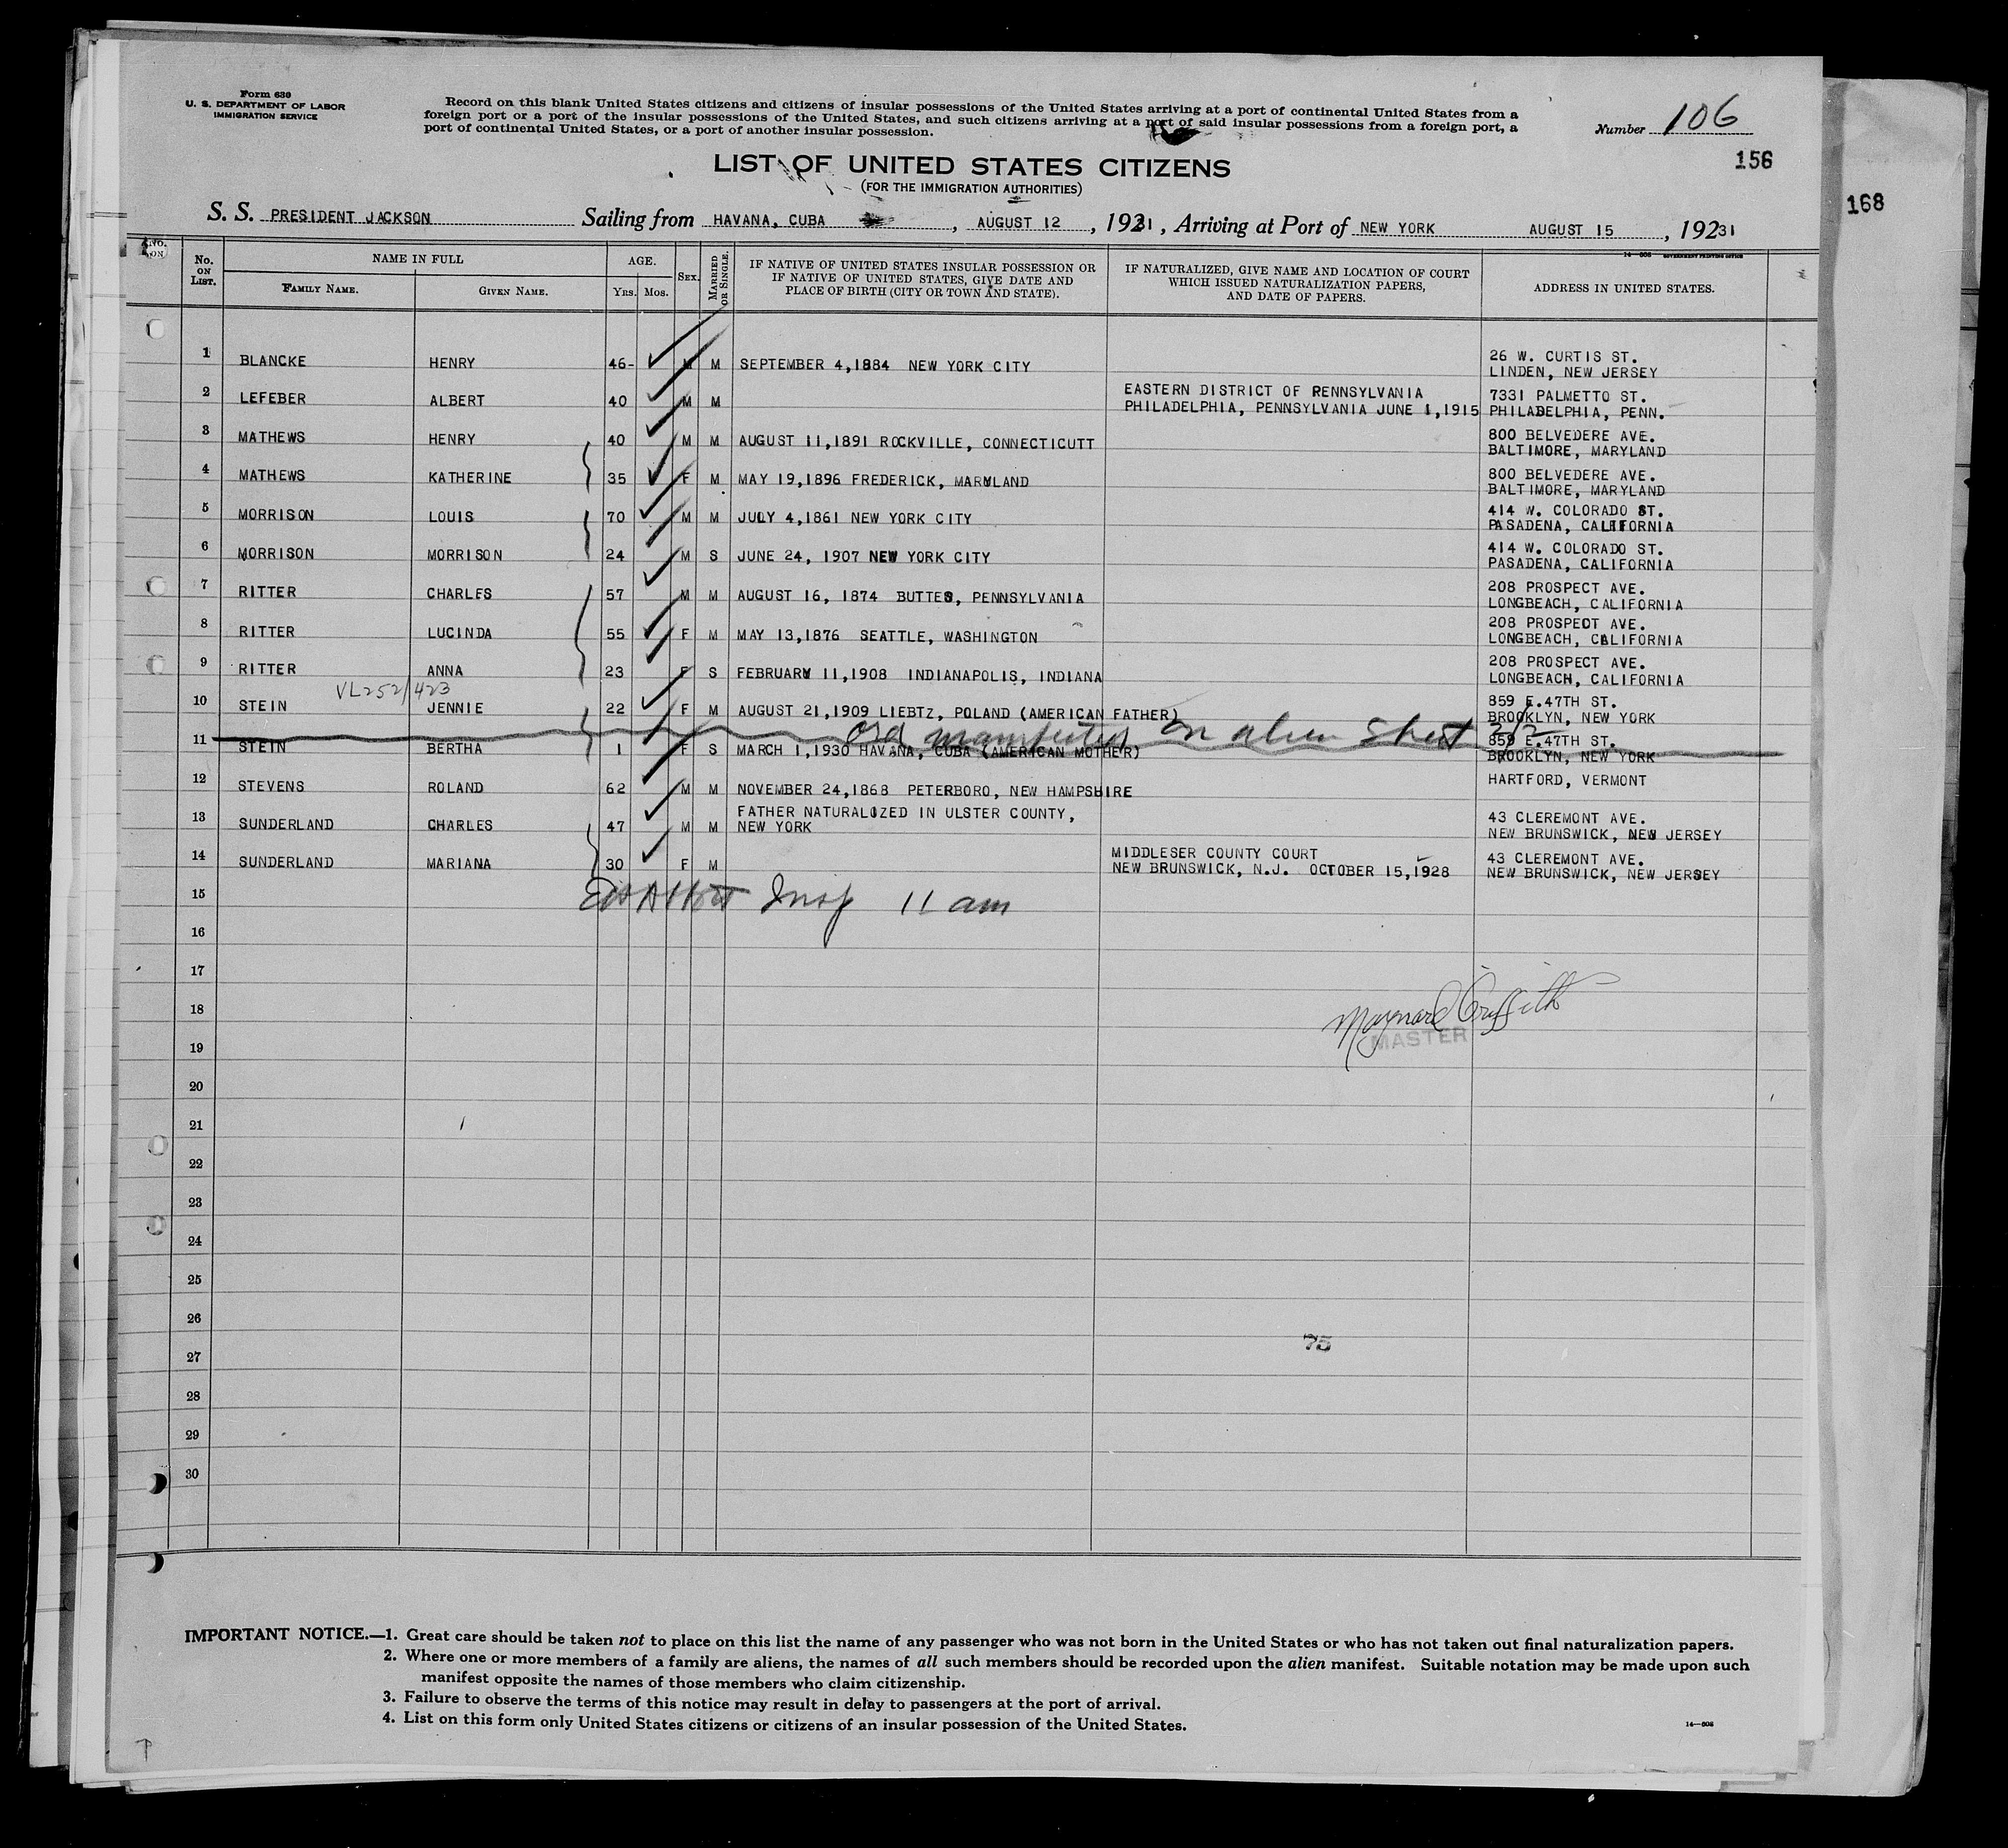 Form 630
U. S. DEPARTMENT OF LABOR
IMMIGRATION SERVICE
Record on this blank United States citizens and citizens of insular possessions of the United States arriving at a port of continental United States from a
foreign port or a port of the insular possessions of the United States, and such citizens arriving at a port of said insular possessions from a foreign port, a
port of continental United States, or a port of another insular possession.
Number 106
156
168
LIST OF UNITED STATES CITIZENS
(FOR THE IMMIGRATION AUTHORITIES)
S. S. PRESIDENT JACKSON Sailing from HAVANA, CUBA , AUGUST 12 , 1931 , Arriving at Port of NEW YORK AUGUST 15 , 19231
No. ON LIST. NAME IN FULL FAMILY NAME. GIVEN NAME. AGE. YRS. MOS. SEX. MARRIED OR SINGLE. IF NATIVE OF UNITED STATES INSULAR POSSESSION OR IF NATIVE OF UNITED STATES, GIVE DATE AND PLACE OF BIRTH (CITY OR TOWN AND STATE). IF NATURALIZED, GIVE NAME AND LOCATION OF COURT WHICH ISSUED NATURALIZATION PAPERS, AND DATE OF PAPERS. ADDRESS IN UNITED STATES.
1 BLANCKE HENRY 46- M M SEPTEMBER 4,1884 NEW YORK CITY 26 W. CURTIS ST. LINDEN, NEW JERSEY
2 LEFEBER ALBERT 40 M M EASTERN DISTRICT OF PENNSYLVANIA PHILADELPHIA, PENNSYLVANIA JUNE 1,1915 7331 PALMETTO ST. PHILADELPHIA, PENN.
3 MATHEWS HENRY 40 M M AUGUST 11,1891 ROCKVILLE, CONNECTICUTT 800 BELVEDERE AVE. BALTIMORE, MARYLAND
4 MATHEWS KATHERINE 35 F M MAY 19,1896 FREDERICK, MARYLAND 800 BELVEDERE AVE. BALTIMORE, MARYLAND
5 MORRISON LOUIS 70 M M JULY 4,1861 NEW YORK CITY 414 W. COLORADO ST. PASADENA, CALIFORNIA
6 MORRISON MORRISON 24 M S JUNE 24, 1907 NEW YORK CITY 414 W. COLORADO ST. PASADENA, CALIFORNIA
7 RITTER CHARLES 57 M M AUGUST 16, 1874 BUTTES, PENNSYLVANIA 208 PROSPECT AVE. LONGBEACH, CALIFORNIA
8 RITTER LUCINDA 55 F M MAY 13,1876 SEATTLE, WASHINGTON 208 PROSPECT AVE. LONGBEACH, CALIFORNIA
9 RITTER ANNA 23 F S FEBRUARY 11,1908 INDIANAPOLIS, INDIANA 208 PROSPECT AVE. LONGBEACH, CALIFORNIA
VL252/423
10 STEIN JENNIE 22 F M AUGUST 21,1909 LIEBTZ, POLAND (AMERICAN FATHER) 859 E.47TH ST. BROOKLYN, NEW YORK
manifested on alien Sheet 2/2
11 STEIN BERTHA 1 F S MARCH 1,1930 HAVANA, CUBA (AMERICAN MOTHER) 859 E.47TH ST. BROOKLYN, NEW YORK
12 STEVENS ROLAND 62 M M NOVEMBER 24,1868 PETERBORO, NEW HAMPSHIRE HARTFORD, VERMONT
13 SUNDERLAND CHARLES 47 M M FATHER NATURALOZED IN ULSTER COUNTY, NEW YORK 43 CLEREMONT AVE. NEW BRUNSWICK, NEW JERSEY
14 SUNDERLAND MARIANA 30 F M MIDDLESER COUNTY COURT NEW BRUNSWICK, N.J. OCTOBER 15,1928 43 CLEREMONT AVE. NEW BRUNSWICK, NEW JERSEY
15 Insp 11 am
16
17
18 Maynard Griffith
19 MASTER
20
21
22
23
24
25
26
75
27
28
29
30
IMPORTANT NOTICE.—1. Great care should be taken not to place on this list the name of any passenger who was not born in the United States or who has not taken out final naturalization papers.
2. Where one or more members of a family are aliens, the names of all such members should be recorded upon the alien manifest. Suitable notation may be made upon such
manifest opposite the names of those members who claim citizenship.
3. Failure to observe the terms of this notice may result in delay to passengers at the port of arrival.
4. List on this form only United States citizens or citizens of an insular possession of the United States.
14—808